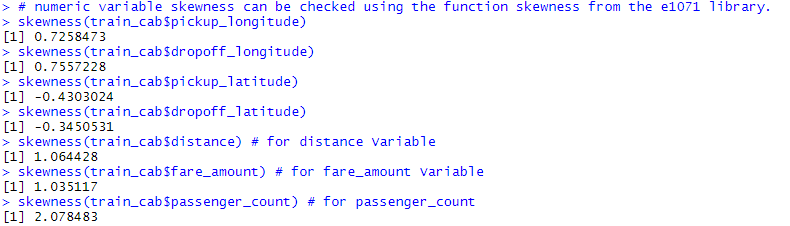 > # numeric variable skewness can be checked using the function skewness from the e1071 library.
> skewness(train_cab$pickup_longitude)
[1] 0.7258473
> skewness(train_cab$dropoff_longitude)
[1] 0.7557228
> skewness(train_cab$pickup_latitude)
[1] -0.4303024
> skewness(train_cab$dropoff_latitude)
[1] -0.3450531
> skewness(train_cab$distance) # for distance Variable
[1] 1.064428
> skewness(train_cab$fare_amount) # for fare_amount Variable
[1] 1.035117
> skewness(train_cab$passenger_count) # for passenger_count
[1] 2.078483